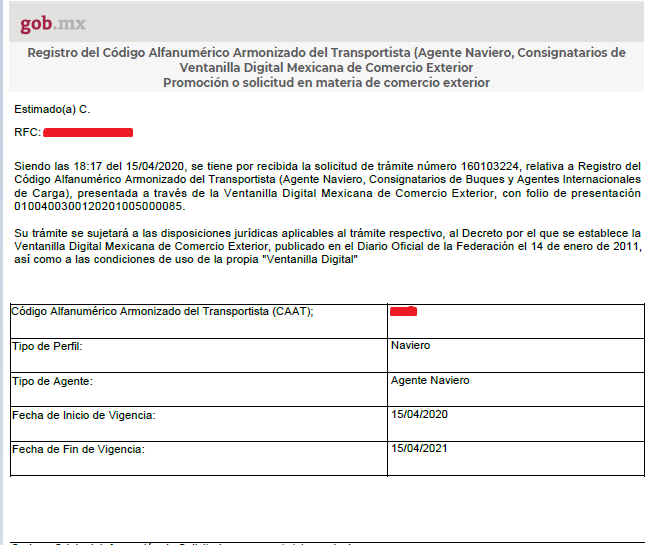 gob.mx
Registro del Código Alfanumérico Armonizado del Transportista (Agente Naviero, Consignatarios de
Ventanilla Digital Mexicana de Comercio Exterior
Promoción o solicitud en materia de comercio exterior
Estimado(a) C.
RFC:
Siendo las 18:17 del 15/04/2020, se tiene por recibida la solicitud de trámite número 160103224, relativa a Registro del
Código Alfanumérico Armonizado del Transportista (Agente Naviero, Consignatarios de Buques y Agentes Internacionales
de Carga), presentada a través de la Ventanilla Digital Mexicana de Comercio Exterior, con folio de presentación
0100400300120201005000085.
Su trámite se sujetará a las disposiciones jurídicas aplicables al trámite respectivo, al Decreto por el que se establece la
Ventanilla Digital Mexicana de Comercio Exterior, publicado en el Diario Oficial de la Federación el 14 de enero de 2011,
así como a las condiciones de uso de la propia "Ventanilla Digital"
Código Alfanumérico Armonizado del Transportista (CAAT);
Tipo de Perfil: Naviero
Tipo de Agente: Agente Naviero
Fecha de Inicio de Vigencia: 15/04/2020
Fecha de Fin de Vigencia: 15/04/2021